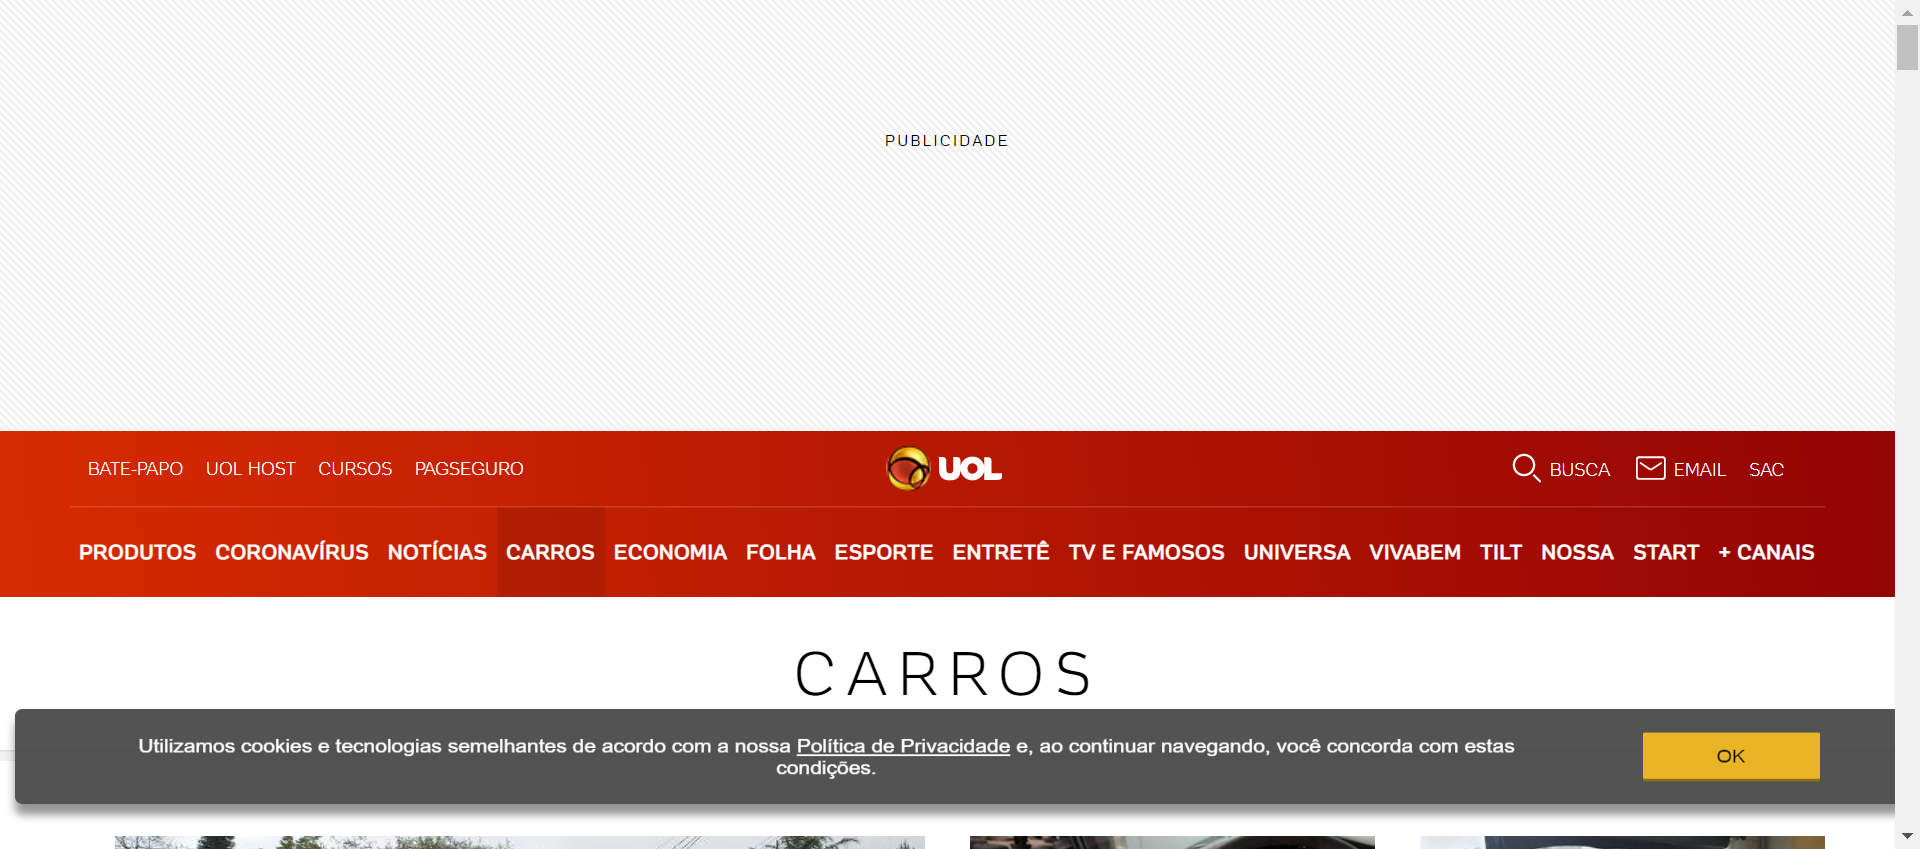 PUBLICIDADE
BATE-PAPO UOL HOST CURSOS PAGSEGURO UOL BUSCA EMAIL SAC
PRODUTOS CORONAVÍRUS NOTÍCIAS CARROS ECONOMIA FOLHA ESPORTE ENTRETÊ TV E FAMOSOS UNIVERSA VIVABEM TILT NOSSA START + CANAIS
CARROS
Utilizamos cookies e tecnologias semelhantes de acordo com a nossa Política de Privacidade e, ao continuar navegando, você concorda com estas
condições.
OK